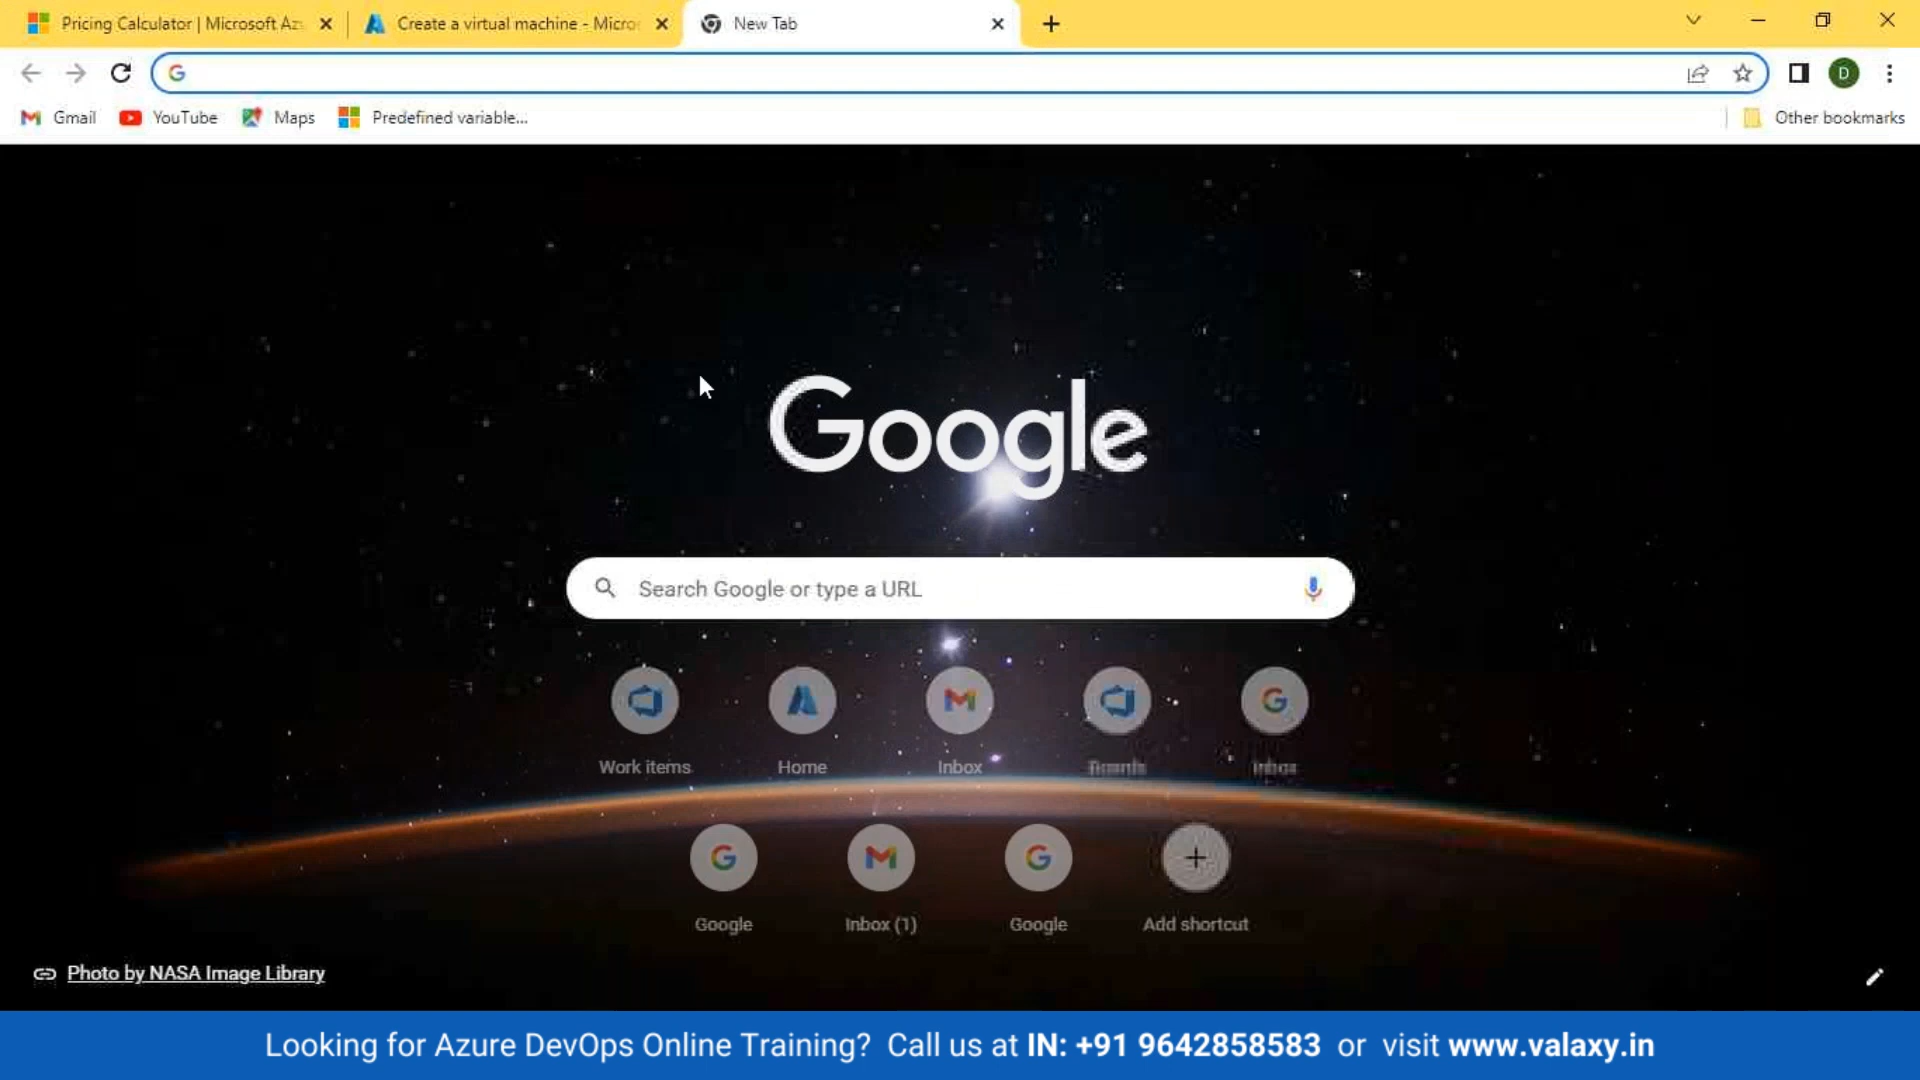 Pricing Calculator | Microsoft Az
Create a virtual machine - Micro
New Tab
D
Gmail
YouTube
Maps
Predefined variable...
Other bookmarks
Google
Search Google or type a URL
Work items
Home
Inbox
Inbox
Google
Inbox (1)
Google
Add shortcut
Photo by NASA Image Library
Looking for Azure DevOps Online Training? Call us at IN: +91 9642858583 or visit www.valaxy.in